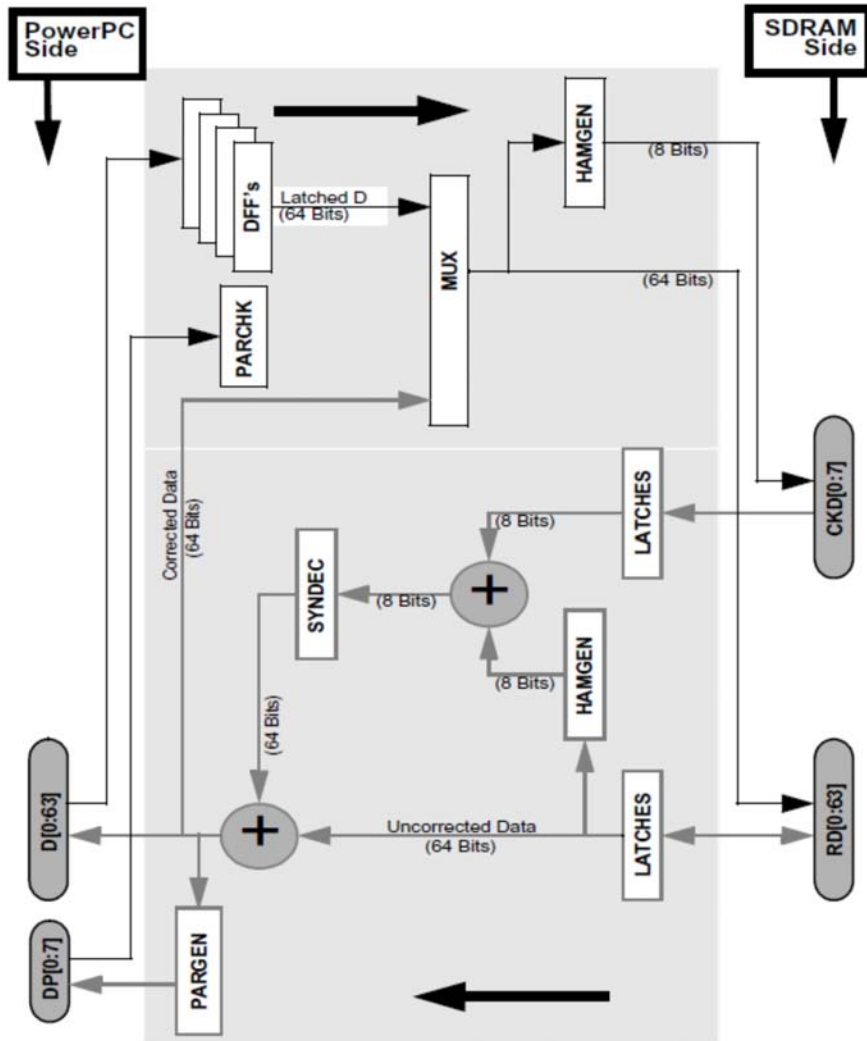 PowerPC
Side
SDRAM
Side
HAMGEN
(8 Bits)
DFF's
Latched D
(64 Bits)
MUX
(64 Bits)
PARCHK
Corrected Data
(64 Bits)
LATCHES
CKD[0:7]
(8 Bits)
+
SYNDEC
(8 Bits)
HAMGEN
(8 Bits)
(64 Bits)
D[0:63]
+
Uncorrected Data
(64 Bits)
LATCHES
RD[0:63]
DP[0:7]
PARGEN